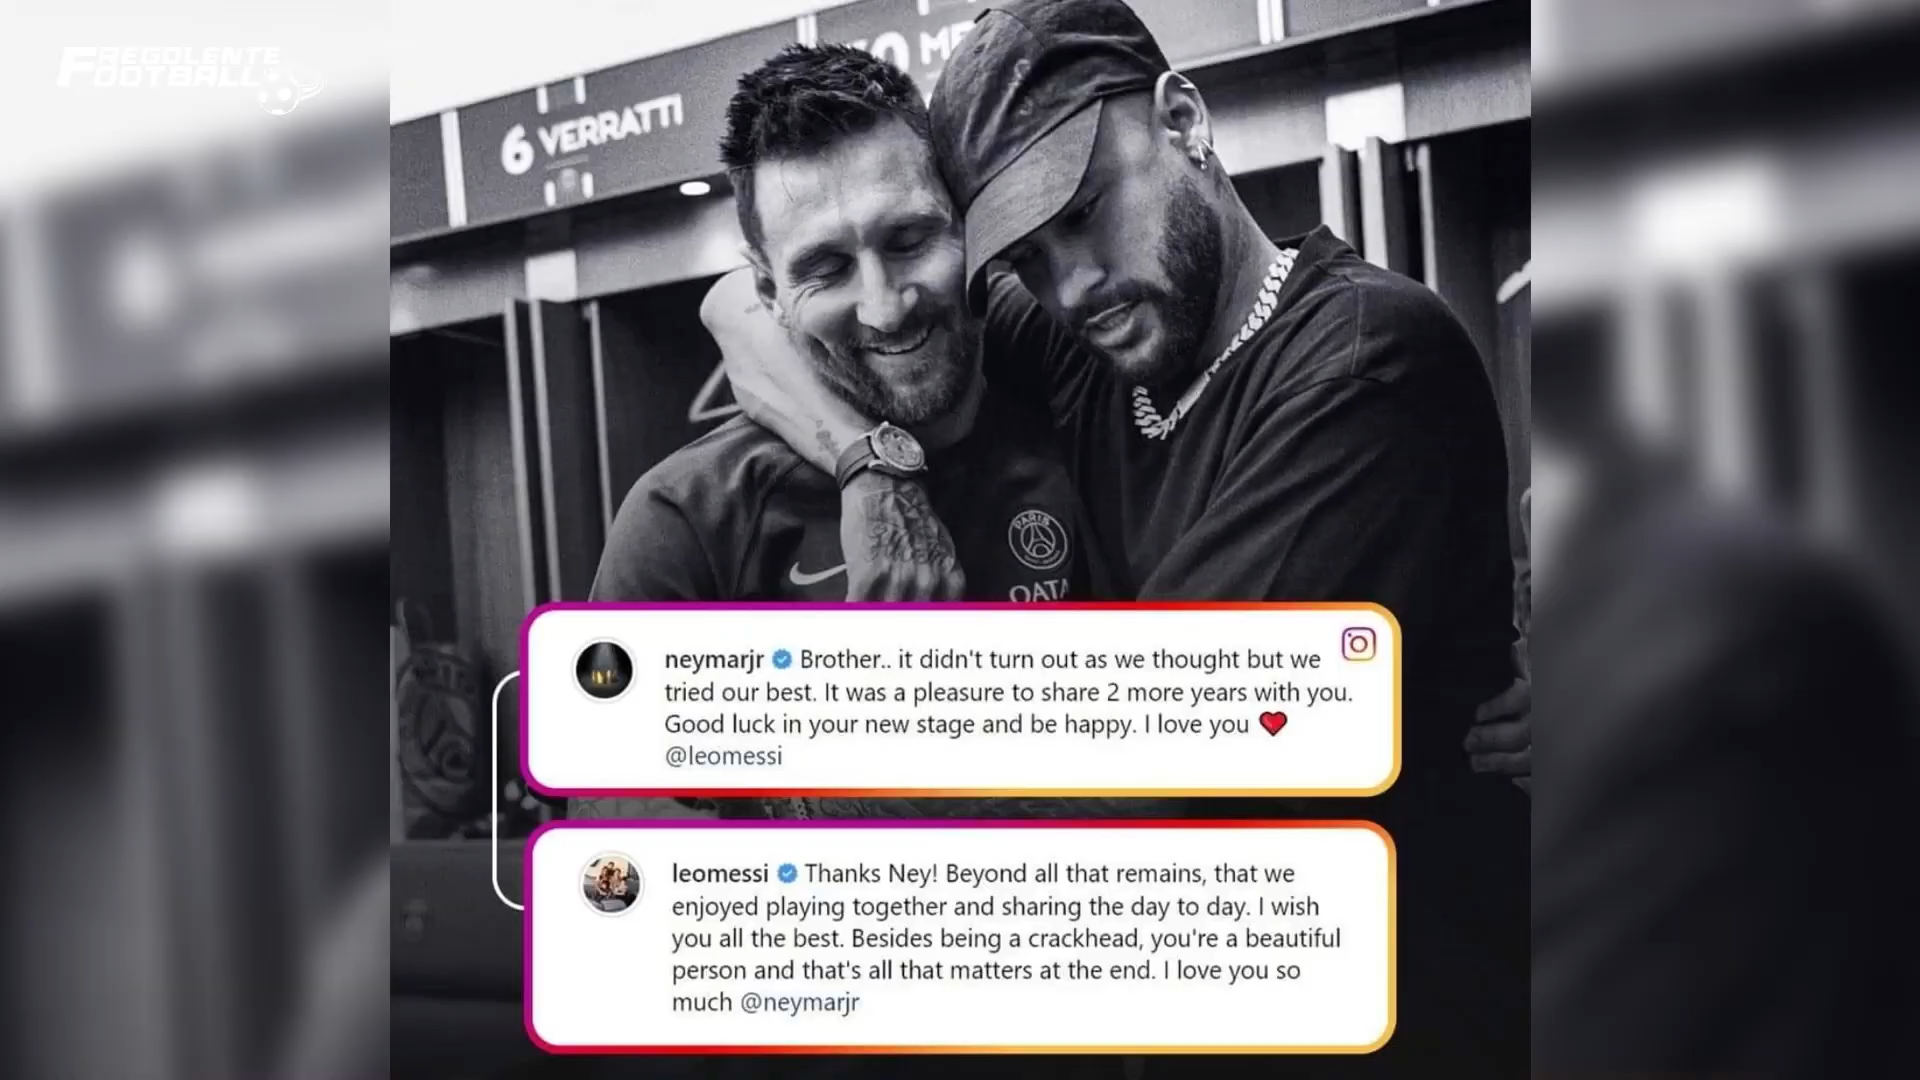 FREGOLENTE
FOOTBALL
6 VERRATTI
30 ME
PARIS
QATA
neymarjr Brother.. it didn't turn out as we thought but we
tried our best. It was a pleasure to share 2 more years with you.
Good luck in your new stage and be happy. I love you ❤️
@leomessi
leomessi Thanks Ney! Beyond all that remains, that we
enjoyed playing together and sharing the day to day. I wish
you all the best. Besides being a crackhead, you're a beautiful
person and that's all that matters at the end. I love you so
much @neymarjr